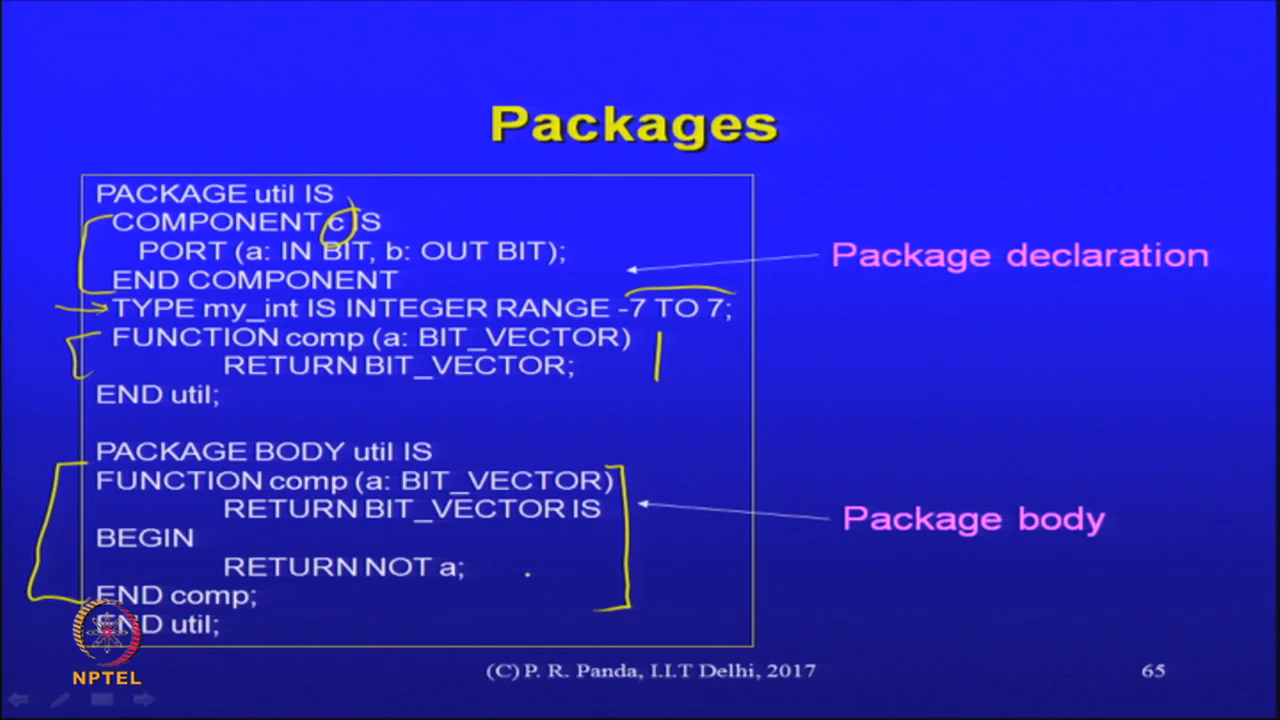 Packages
PACKAGE util IS
COMPONENT c IS
PORT (a: IN BIT, b: OUT BIT);
END COMPONENT
TYPE my_int IS INTEGER RANGE -7 TO 7;
FUNCTION comp (a: BIT_VECTOR)
RETURN BIT_VECTOR;
END util;
Package declaration
PACKAGE BODY util IS
FUNCTION comp (a: BIT_VECTOR)
RETURN BIT_VECTOR IS
BEGIN
RETURN NOT a;
END comp;
END util;
Package body
NPTEL
(C) P. R. Panda, I.I.T Delhi, 2017
65